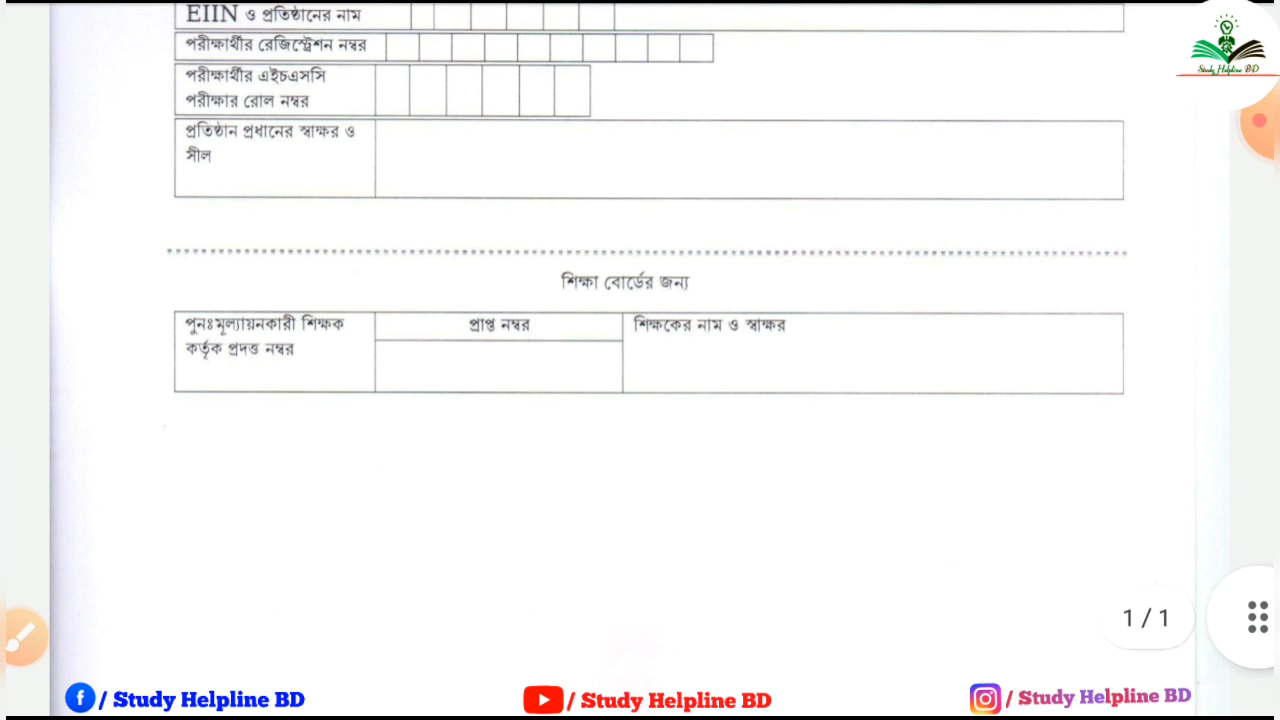 EIIN ও প্রতিষ্ঠানের নাম
পরীক্ষার্থীর রেজিস্ট্রেশন নম্বর
পরীক্ষার্থীর এইচএসসি
পরীক্ষার রোল নম্বর
প্রতিষ্ঠান প্রধানের স্বাক্ষর ও
সীল
শিক্ষা বোর্ডের জন্য
পুনঃমূল্যায়নকারী শিক্ষক
কর্তৃক প্রদত্ত নম্বর
প্রাপ্ত নম্বর
শিক্ষকের নাম ও স্বাক্ষর
Study Helpline BD
1 / 1
/ Study Helpline BD
/ Study Helpline BD
/ Study Helpline BD